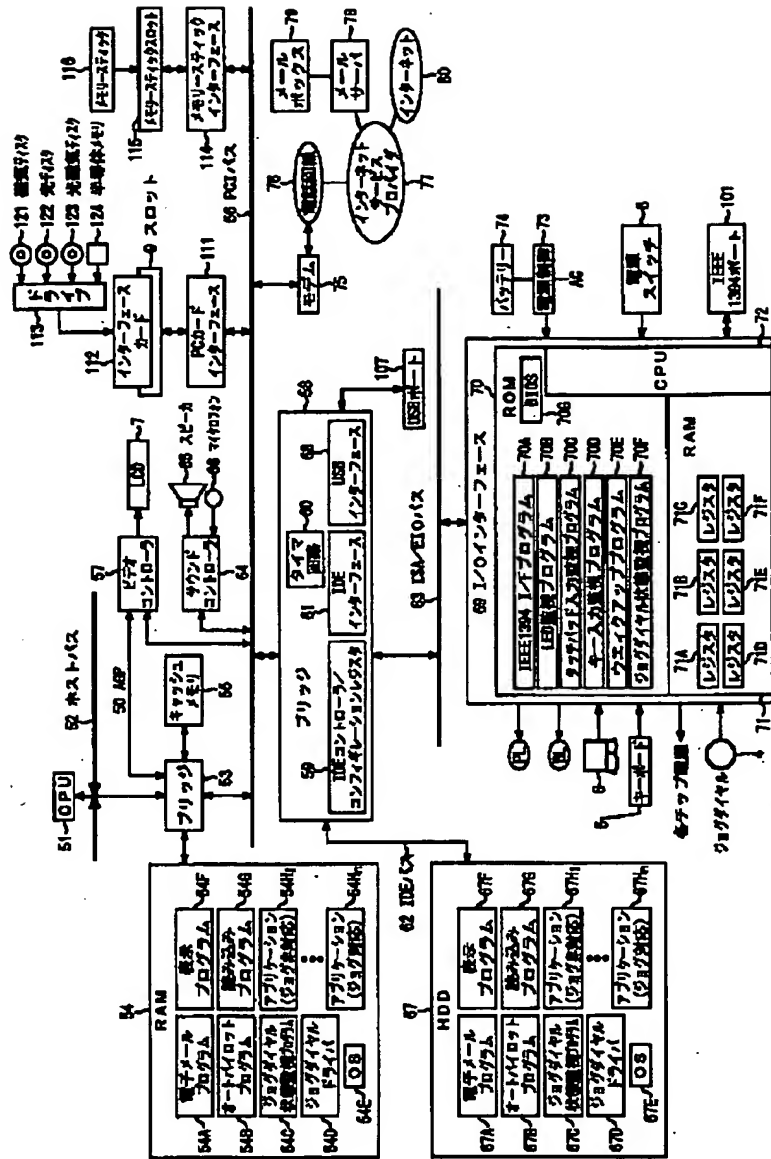 51
CPU
52 ホストバス
50 AGP
ブリッジ
53
キャッシュ
メモリ
56
57
ビデオ
コントローラ
LCD
7
65 スピーカ
66 マイクロフォン
サウンド
コントローラ
64
113
ドライブ
121 磁気ディスク
122 光ディスク
123 光磁気ディスク
124 半導体メモリ
112
インターフェース
カード
9 スロット
PCカード
インターフェース
111
メモリースティック
116
メモリースティックスロット
115
メモリースティック
インターフェース
114
56 PCIバス
54
RAM
電子メール
プログラム
54A
オートパイロット
プログラム
54B
ジョグダイヤル
状態監視プログラム
54C
ジョグダイヤル
ドライバ
54D
OS
54E
表示
プログラム
54F
読み込み
プログラム
54G
アプリケーション
(ジョグ非対応)
54H1
アプリケーション
(ジョグ対応)
54Hn
58
ブリッジ
59
IDEコントローラ/
コンフィギレーションレジスタ
60
タイマ
回路
61
IDE
インターフェース
68
USB
インターフェース
107
USBポート
75
モデム
76
電話回線
インターネット
サービス
プロバイダ
77
メール
サーバ
78
メール
ボックス
79
インターネット
80
62 IDEバス
63 ISA/EIOバス
67
HDD
電子メール
プログラム
67A
オートパイロット
プログラム
67B
ジョグダイヤル
状態監視プログラム
67C
ジョグダイヤル
ドライバ
67D
OS
67E
表示
プログラム
67F
読み込み
プログラム
67G
アプリケーション
(ジョグ非対応)
67H1
アプリケーション
(ジョグ対応)
67Hn
69 I/Oインターフェース
70
ROM
IEEE1394 I/Fプログラム
70A
LED監視プログラム
70B
タッチパッド入力監視プログラム
70C
キー入力監視プログラム
70D
ウエイクアッププログラム
70E
ジョグダイヤル状態監視プログラム
70F
BIOS
70G
CPU
72
RAM
71
71A
レジスタ
71B
レジスタ
71C
レジスタ
レジスタ
71D
レジスタ
71E
レジスタ
71F
PL
6
キーボード
5
各チップ電源
ジョグダイヤル
4
バッテリー
74
電源制御
73
AC
電源
スイッチ
8
IEEE
1394ポート
101